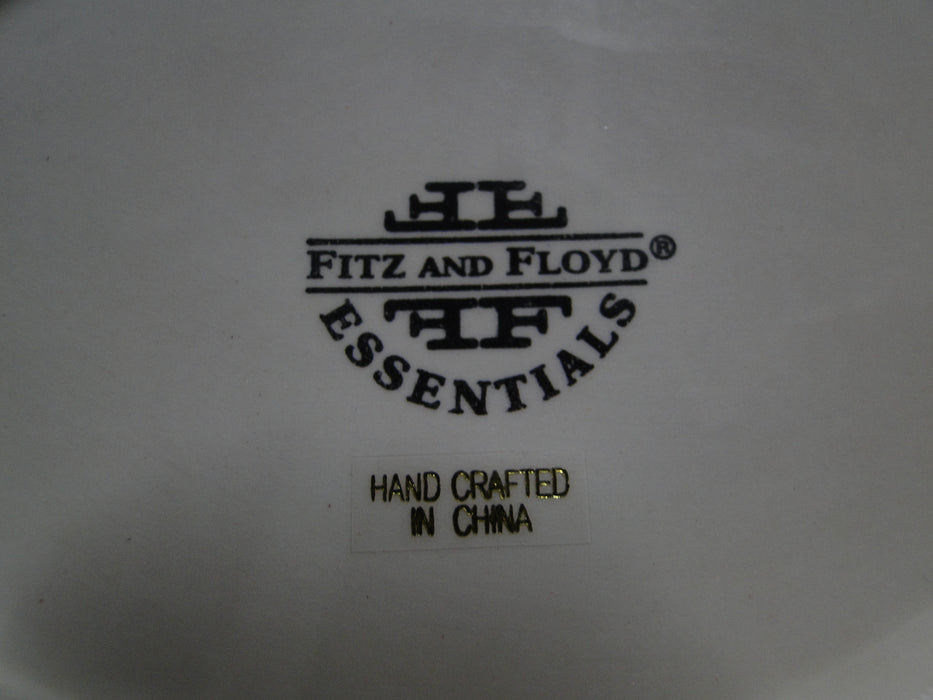 FITZ AND FLOYD®
ESSENTIALS
HAND CRAFTED
IN CHINA